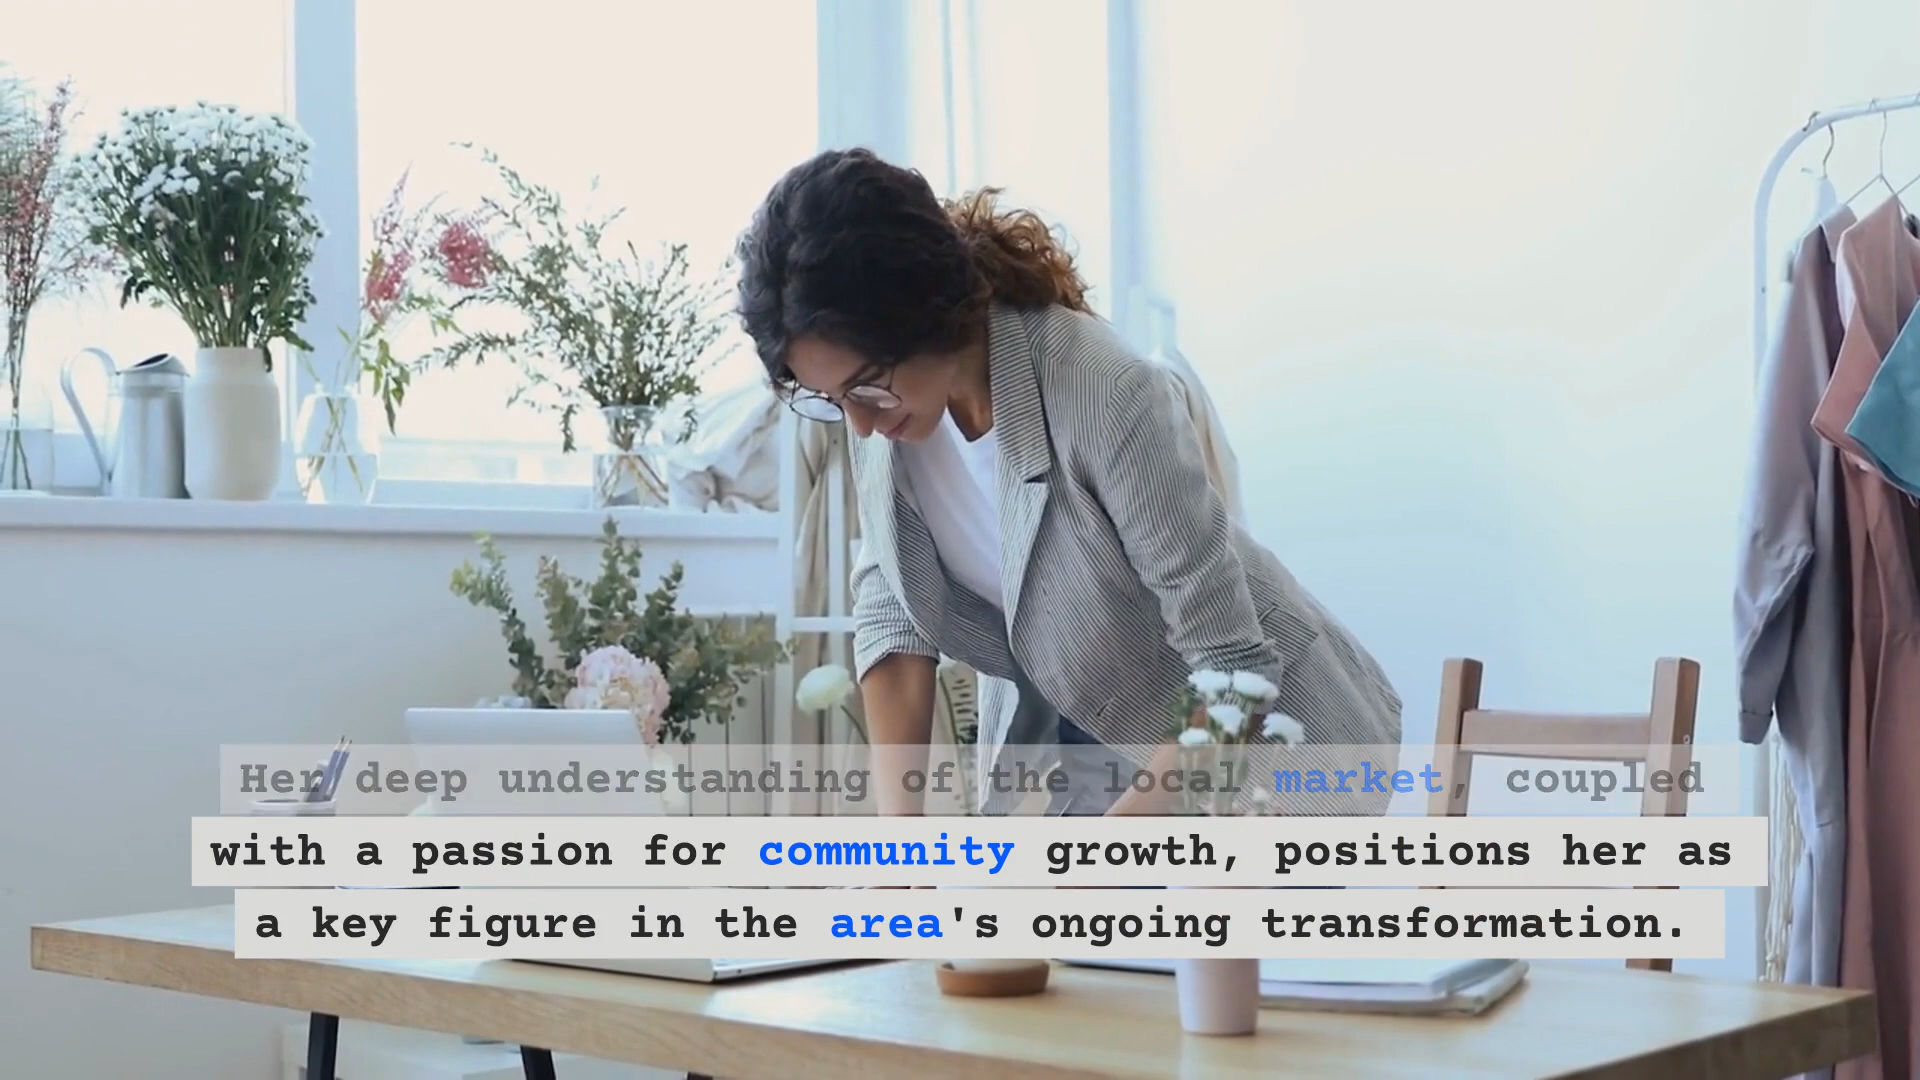 Her deep understanding of the local market, coupled
with a passion for community growth, positions her as
a key figure in the area's ongoing transformation.